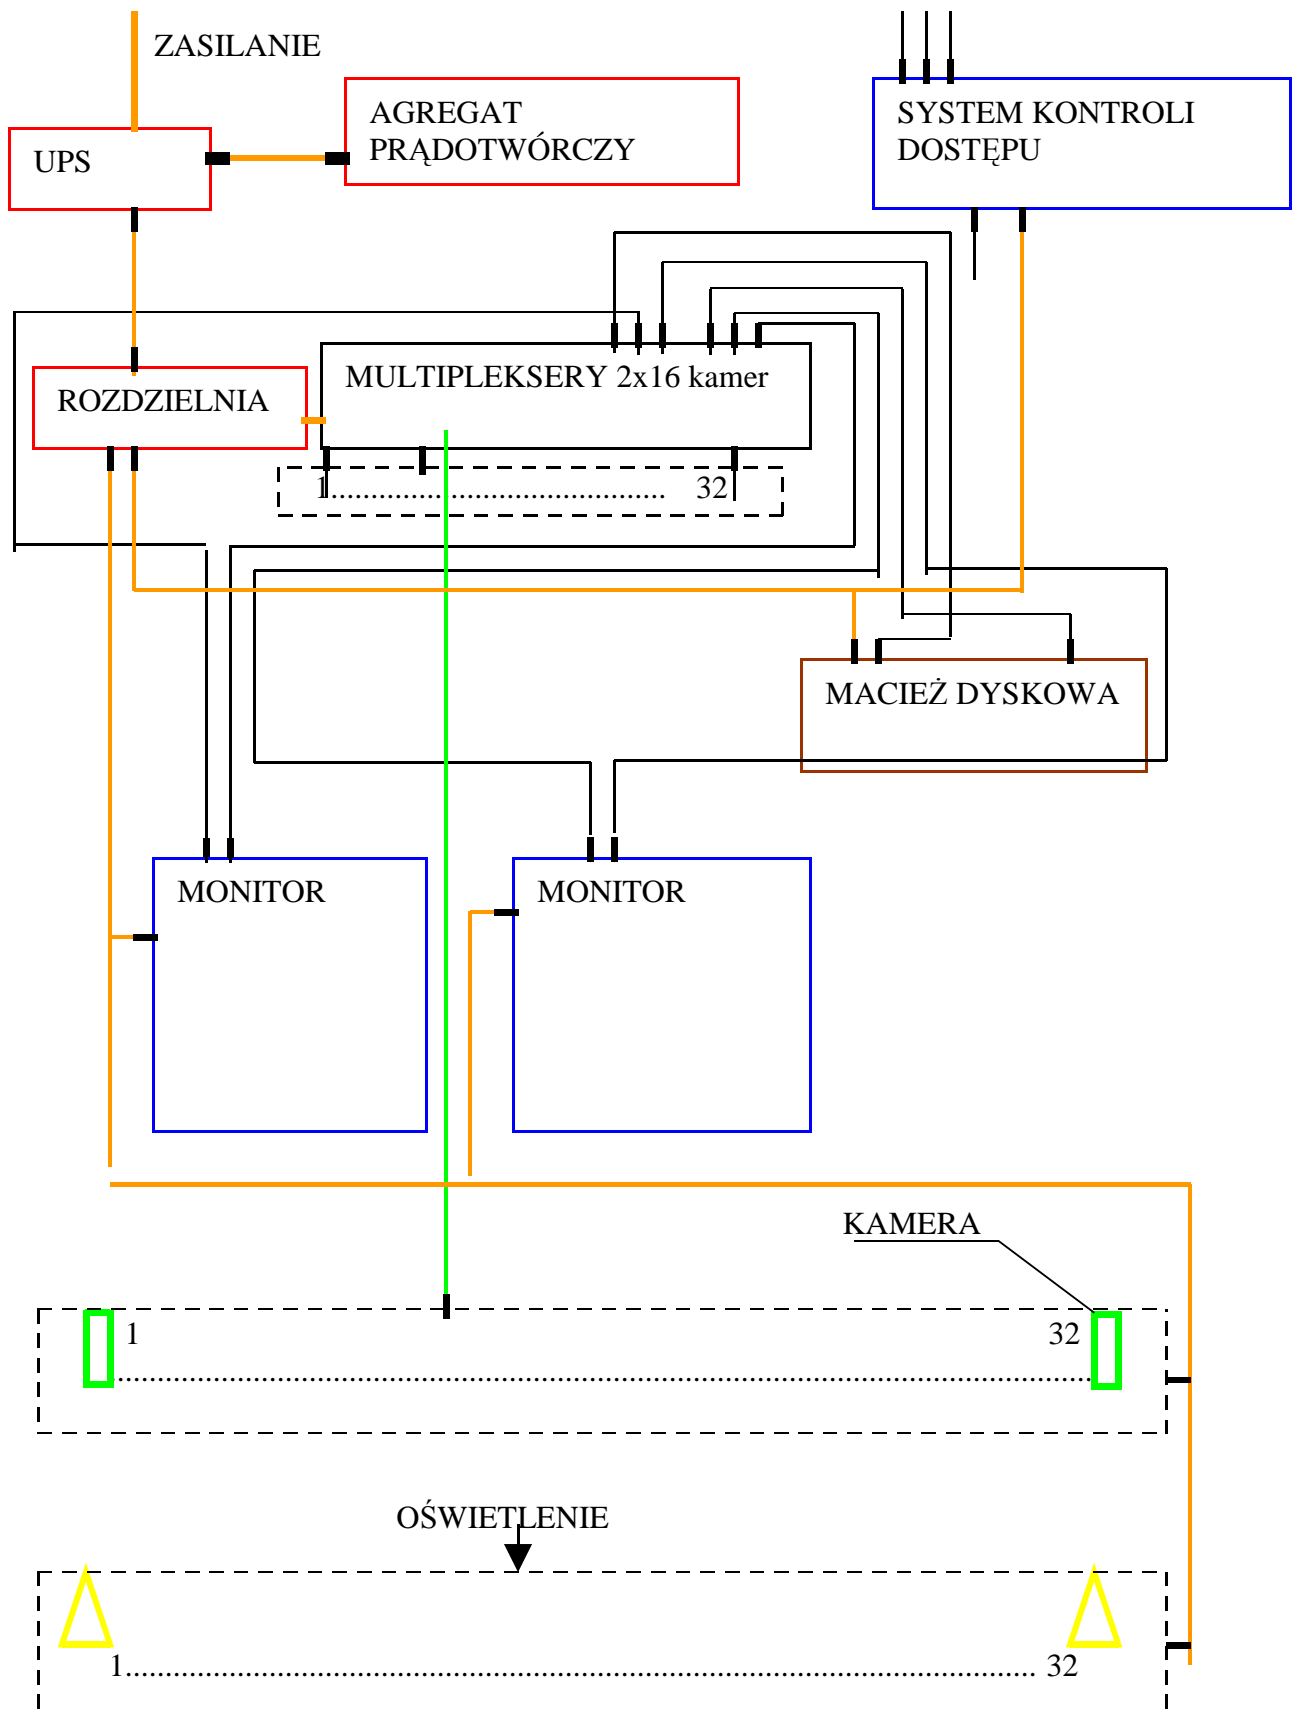 ZASILANIE
AGREGAT
PRĄDOTWÓRCZY
SYSTEM KONTROLI
DOSTĘPU
UPS
MULTIPLEKSERY 2x16 kamer
ROZDZIELNIA
1.......................................... 32
MACIEŻ DYSKOWA
MONITOR
MONITOR
KAMERA
1 32
..........................................................................................................................
OŚWIETLENIE
1................................................................................................................. 32